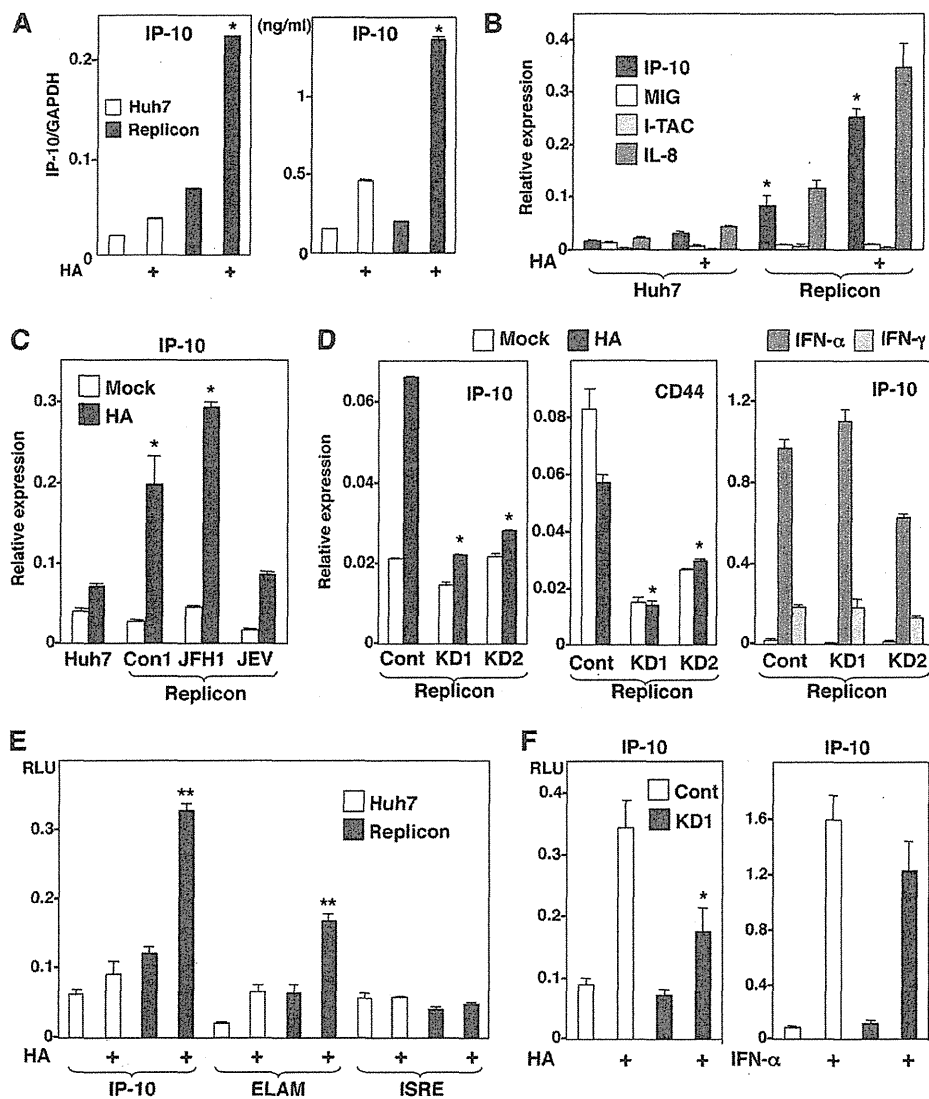 A
IP-10
(ng/ml)
IP-10
IP-10/GAPDH
0.2
0.1
0
Huh7
Replicon
*
HA + +
1
0.5
0
*
+ +
B
Relative expression
0.4
0.3
0.2
0.1
0
IP-10
MIG
I-TAC
IL-8
* *
HA + +
Huh7 Replicon
C
IP-10
Mock
HA
Relative expression
0.3
0.2
0.1
0
* *
Huh7 Con1 JFH1 JEV
Replicon
D
Mock HA
IFN-α IFN-γ
Relative expression
IP-10
0.06
0.04
0.02
0
* *
Cont KD1 KD2
Replicon
CD44
0.08
0.06
0.04
0.02
0
* *
Cont KD1 KD2
Replicon
IP-10
1.2
0.8
0.4
0
Cont KD1 KD2
Replicon
E
RLU
0.3
0.2
0.1
0
Huh7
Replicon
** **
HA + + + + + +
IP-10 ELAM ISRE
F
IP-10
RLU
0.4
0.3
0.2
0.1
0
Cont
KD1
*
HA + +
IP-10
1.6
1.2
0.8
0.4
0
IFN-α + +